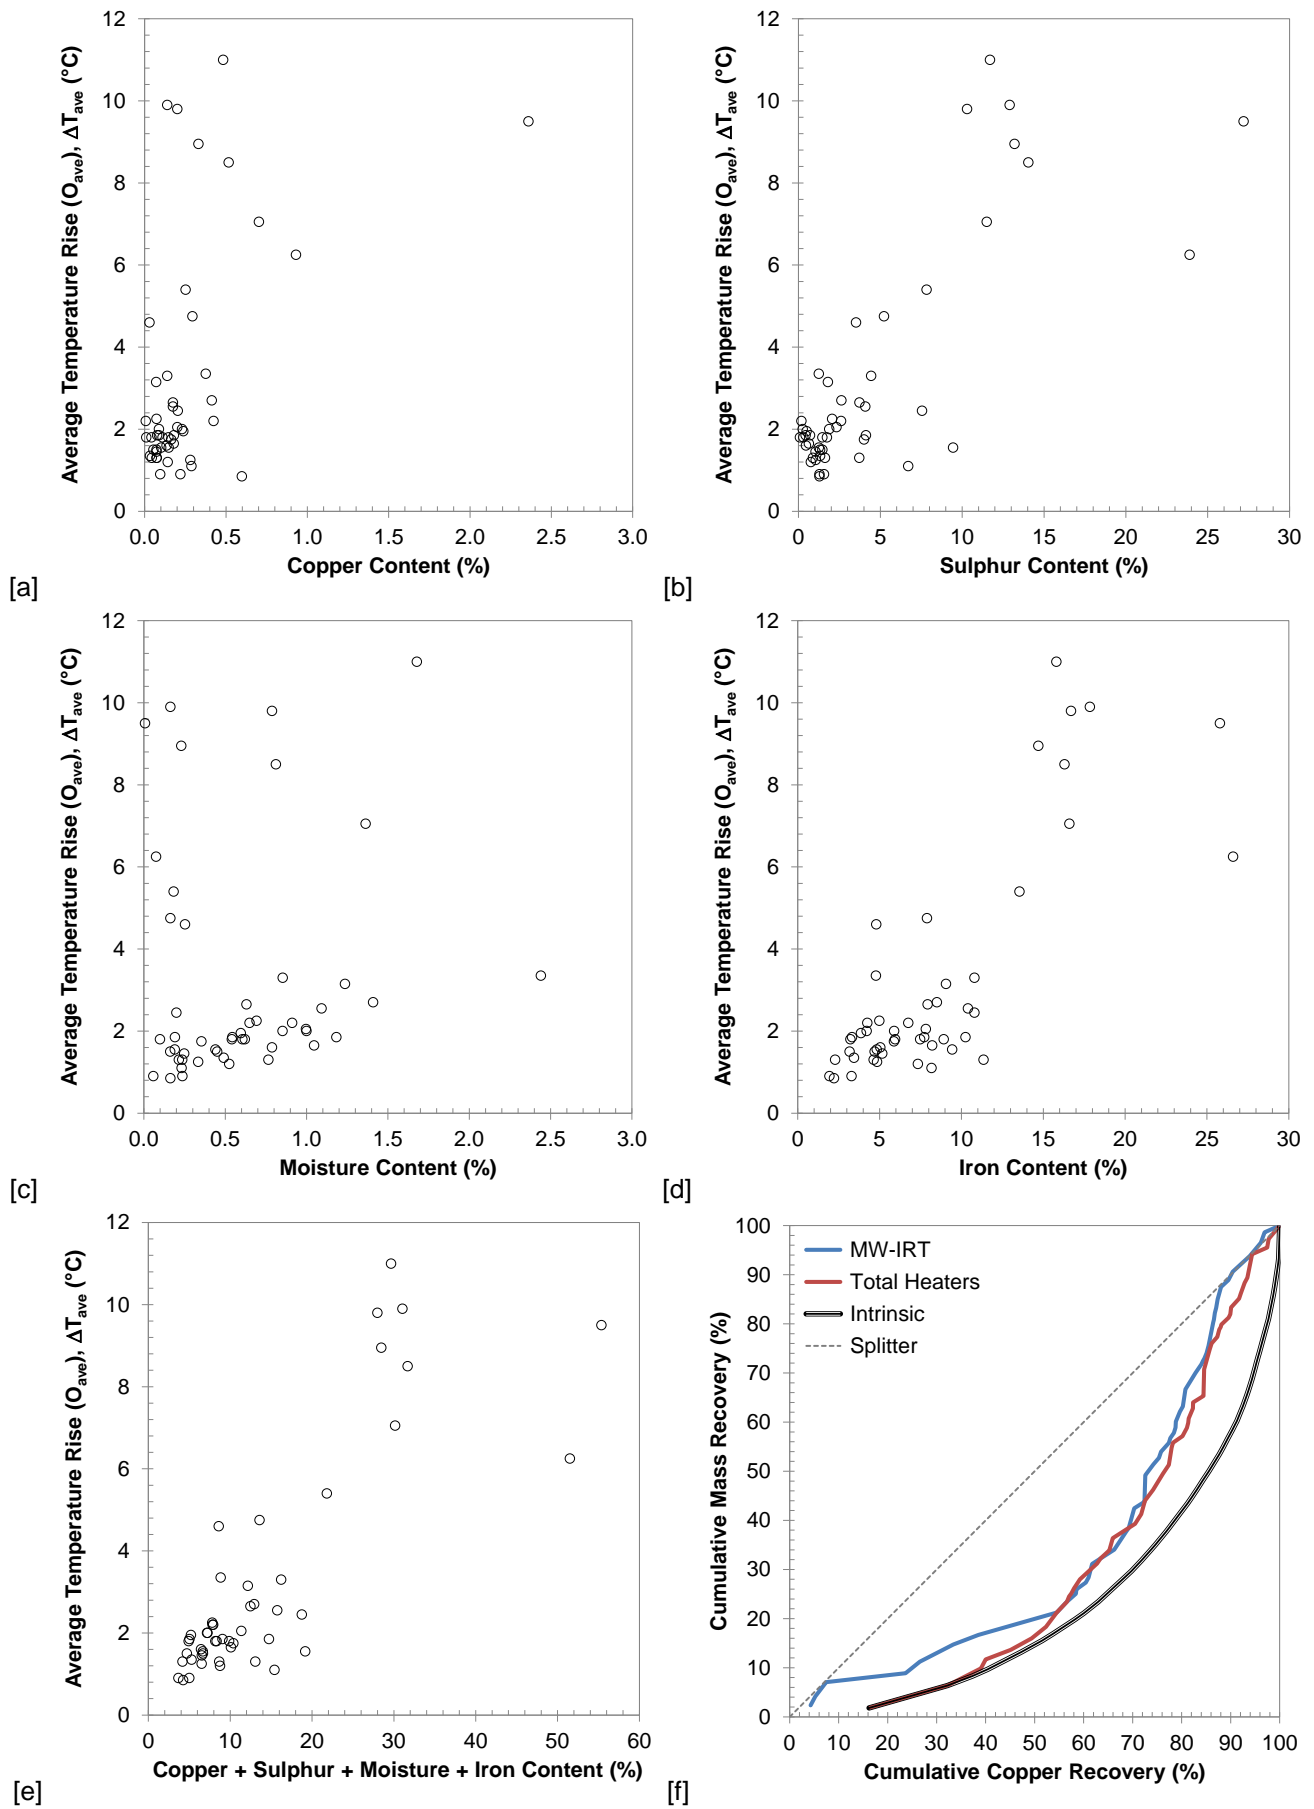 12
10
8
6
4
2
0
0.0 0.5 1.0 1.5 2.0 2.5 3.0
Average Temperature Rise (Oave), ΔTave (°C)
Copper Content (%)
[a]
12
10
8
6
4
2
0
0 5 10 15 20 25 30
Average Temperature Rise (Oave), ΔTave (°C)
Sulphur Content (%)
[b]
12
10
8
6
4
2
0
0.0 0.5 1.0 1.5 2.0 2.5 3.0
Average Temperature Rise (Oave), ΔTave (°C)
Moisture Content (%)
[c]
12
10
8
6
4
2
0
0 5 10 15 20 25 30
Average Temperature Rise (Oave), ΔTave (°C)
Iron Content (%)
[d]
12
10
8
6
4
2
0
0 10 20 30 40 50 60
Average Temperature Rise (Oave), ΔTave (°C)
Copper + Sulphur + Moisture + Iron Content (%)
[e]
100
90
80
70
60
50
40
30
20
10
0
0 10 20 30 40 50 60 70 80 90 100
Cumulative Mass Recovery (%)
MW-IRT
Total Heaters
Intrinsic
Splitter
Cumulative Copper Recovery (%)
[f]